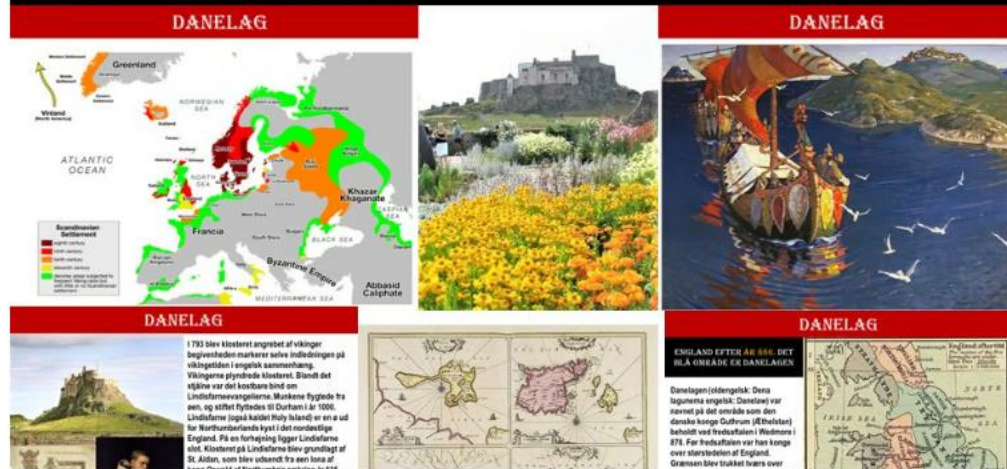 DANELAG
DANELAG
Greenland
Vinland
(North America)
NORWEGIAN
SEA
Iceland
ATLANTIC
OCEAN
NORTH
SEA
Khazar
Khaganate
CASPIAN
SEA
Francia
BLACK SEA
Byzantine Empire
Abbasid
Caliphate
MEDITERRANEAN SEA
Scandinavian
Settlement
eighth century
ninth century
tenth century
eleventh century
DANELAG
I 793 blev klosteret angrebet af vikinger
begivenheden markerer selve indledningen på
vikingetiden i engelsk sammenhæng.
Vikingerne plyndrede klosteret. Blandt det
stjålne var det kostbare bind om
Lindisfarneevangelierne. Munkene flygtede fra
øen, og stiftet flyttedes til Durham i år 1000.
Lindisfarne (også kaldet Holy Island) er en ø ud
for Northumberlands kyst i det nordøstlige
England. På en forhøjning ligger Lindisfarne
slot. Klosteret på Lindisfarne blev grundlagt af
St. Aidan, som blev udsendt fra øen Iona af
DANELAG
ENGLAND EFTER ÅR 886. DET
BLÅ OMRÅDE ER DANELAGEN
Danelagen (oldengelsk: Dena
lagunema engelsk: Danelaw) var
navnet på det område som den
danske konge Guthrum (Æthelstan)
beholdt ved fredsaftalen i Wedmore i
878. Før fredsaftalen var han konge
over størstedelen af England.
Grænsen blev trukket tværs over
IRISH SEA